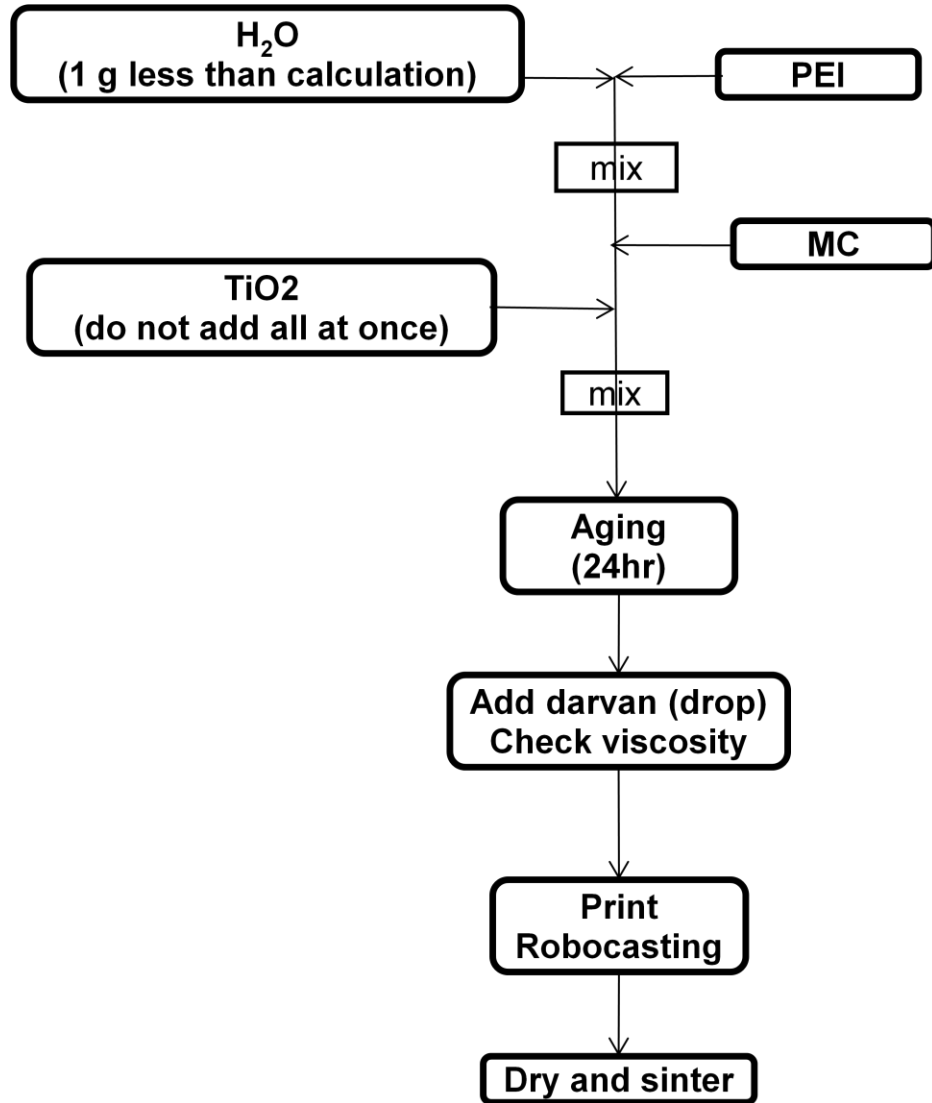 H₂O
(1 g less than calculation)
PEI
mix
MC
TiO2
(do not add all at once)
mix
Aging
(24hr)
Add darvan (drop)
Check viscosity
Print
Robocasting
Dry and sinter